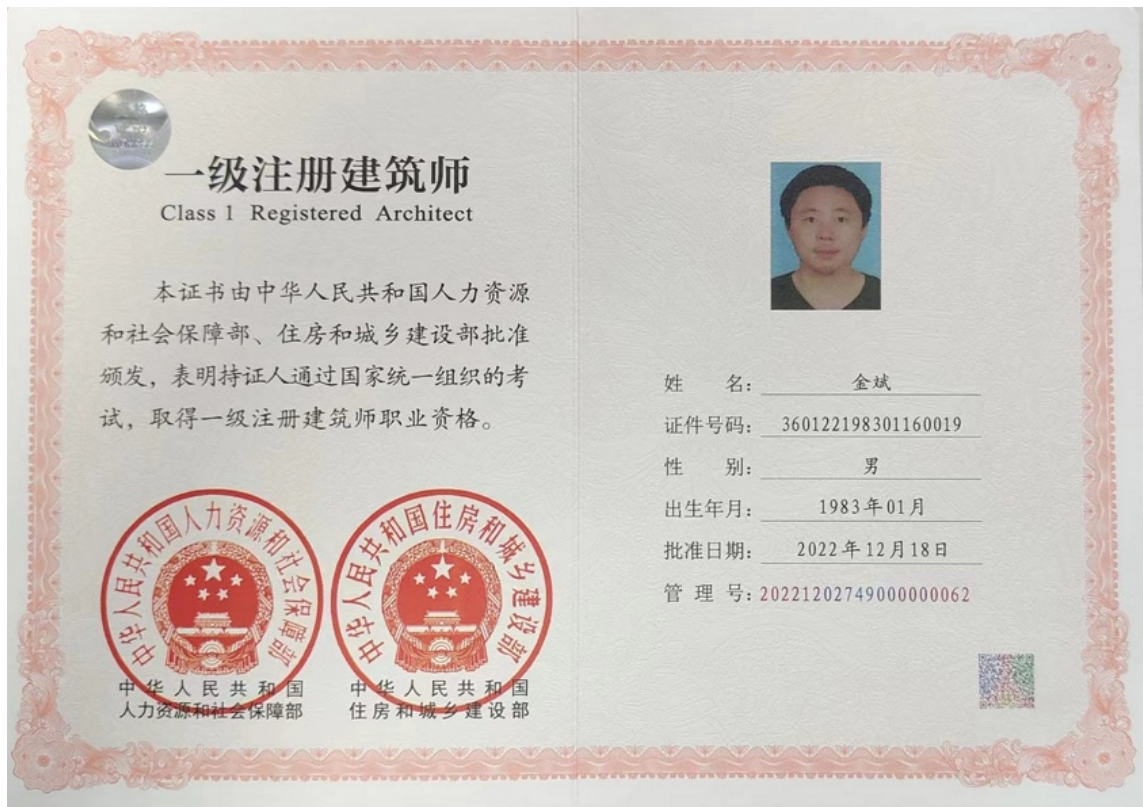 一级注册建筑师
Class 1 Registered Architect
本证书由中华人民共和国人力资源
和社会保障部、住房和城乡建设部批准
颁发，表明持证人通过国家统一组织的考
试，取得一级注册建筑师职业资格。
中华人民共和国人力资源和社会保障部
中华人民共和国住房和城乡建设部
中华人民共和国
人力资源和社会保障部
中华人民共和国
住房和城乡建设部
姓 名：金斌
证件号码：360122198301160019
性 别：男
出生年月：1983年01月
批准日期：2022年12月18日
管 理 号：20221202749000000062